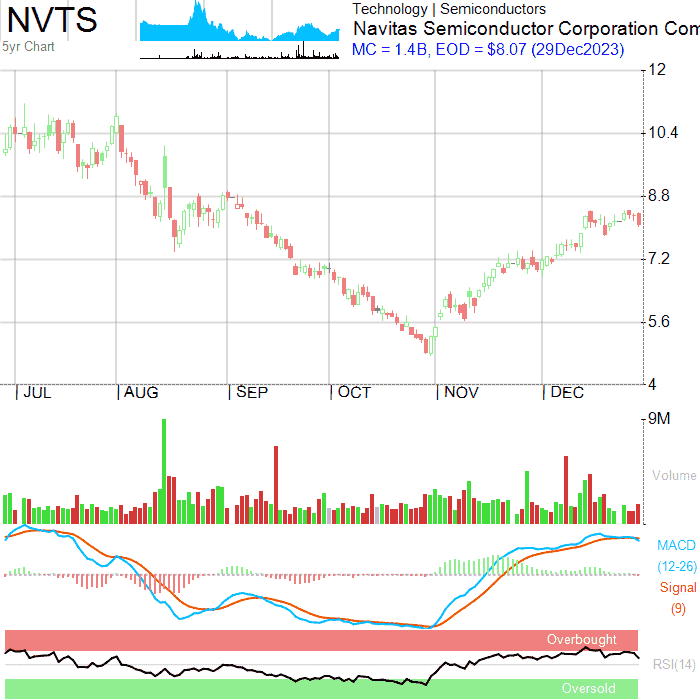 NVTS
5yr Chart
Technology | Semiconductors
Navitas Semiconductor Corporation Com
MC = 1.4B, EOD = $8.07 (29Dec2023)
12
10.4
8.8
7.2
5.6
4
JUL AUG SEP OCT NOV DEC
9M
Volume
MACD
(12-26)
Signal
(9)
Overbought
RSI(14)
Oversold